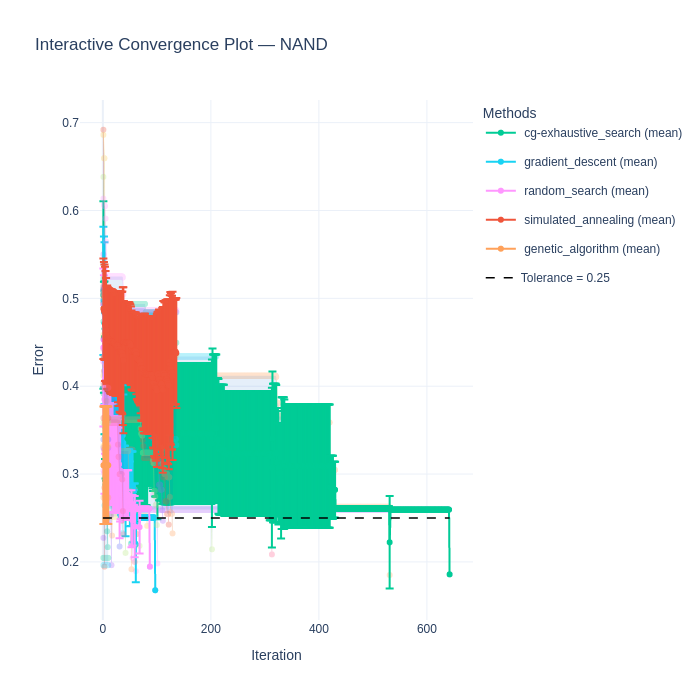 Interactive Convergence Plot — NAND
Methods
cg-exhaustive_search (mean)
gradient_descent (mean)
random_search (mean)
simulated_annealing (mean)
genetic_algorithm (mean)
Tolerance = 0.25
Error
0.7
0.6
0.5
0.4
0.3
0.2
0
200
400
600
Iteration